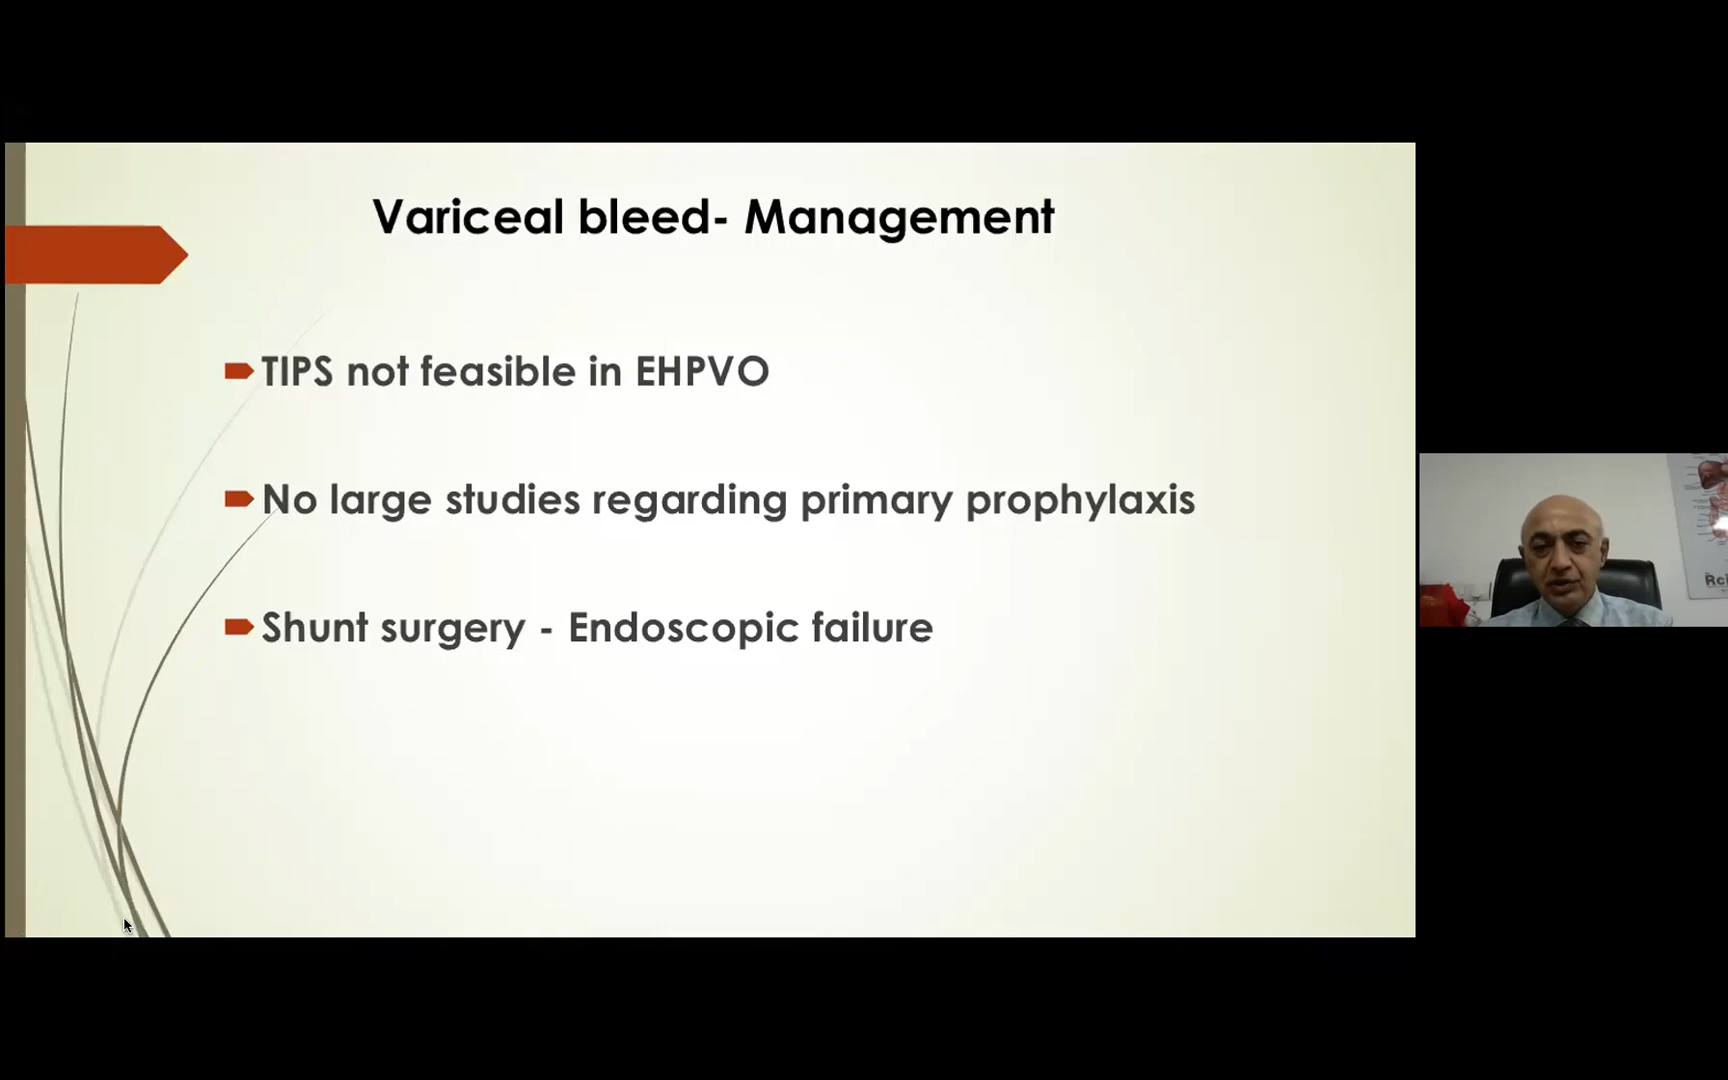 Variceal bleed- Management
TIPS not feasible in EHPVO
No large studies regarding primary prophylaxis
Shunt surgery - Endoscopic failure